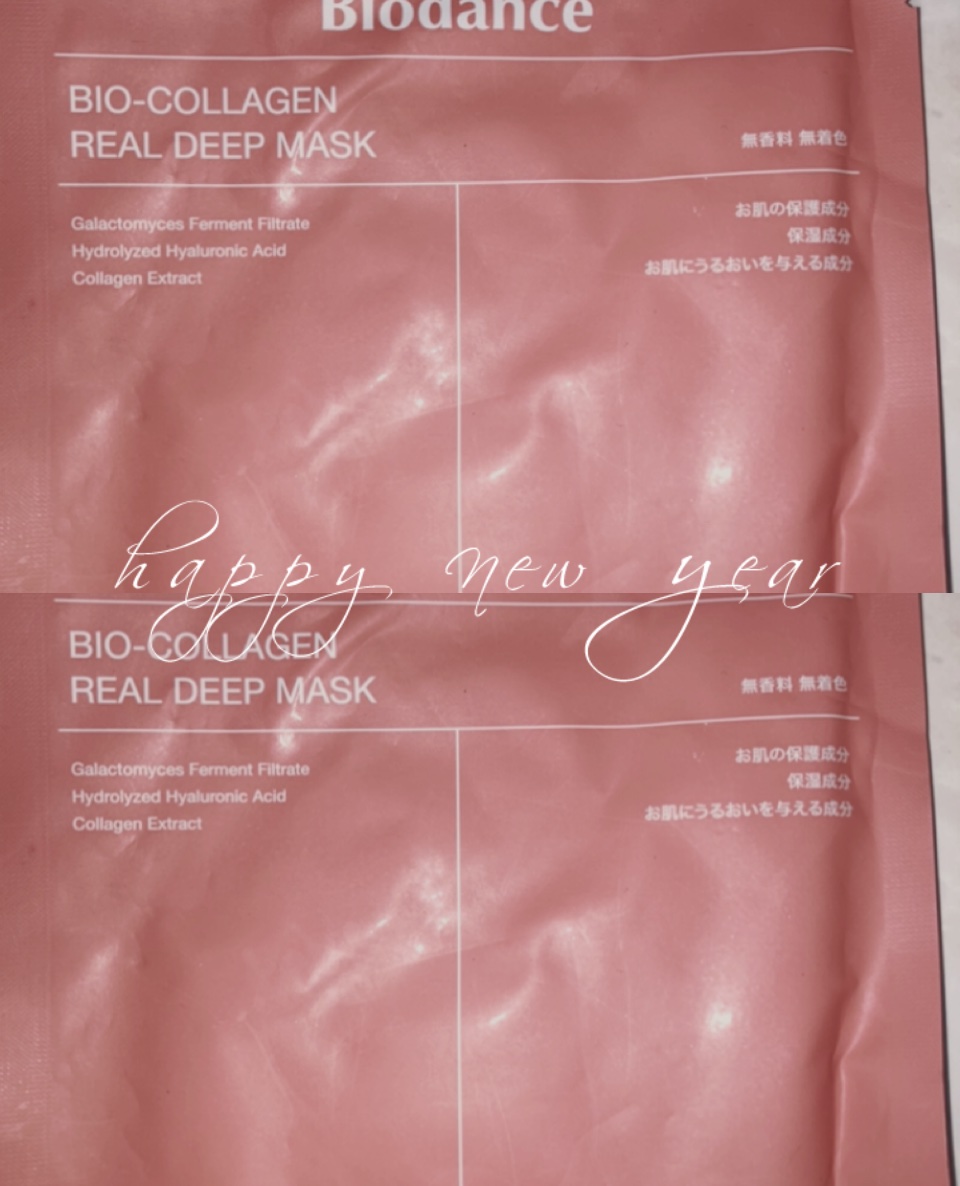 Biodance
BIO-COLLAGEN
REAL DEEP MASK
無香料 無着色
Galactomyces Ferment Filtrate
Hydrolyzed Hyaluronic Acid
Collagen Extract
お肌の保護成分
保湿成分
お肌にうるおいを与える成分
happy new year
BIO-COLLAGEN
REAL DEEP MASK
無香料 無着色
Galactomyces Ferment Filtrate
Hydrolyzed Hyaluronic Acid
Collagen Extract
お肌の保護成分
保湿成分
お肌にうるおいを与える成分